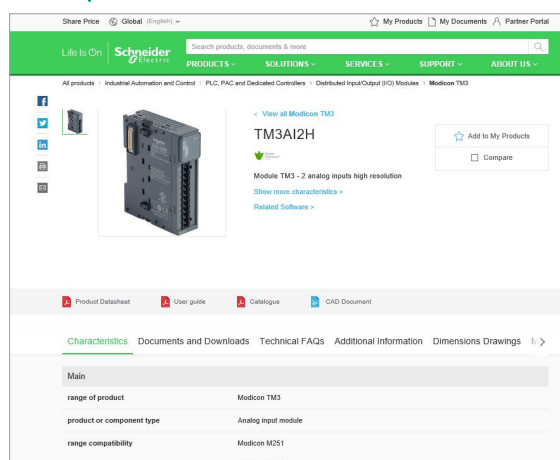 Share Price Global (English) My Products My Documents Partner Portal
Life Is On Schneider Electric
Search products, documents & more
PRODUCTS SOLUTIONS SERVICES SUPPORT ABOUT US
All products Industrial Automation and Control PLC, PAC and Dedicated Controllers Distributed Input/Output (I/O) Modules Modicon TM3
< View all Modicon TM3
TM3AI2H
Add to My Products
Compare
Module TM3 - 2 analog inputs high resolution
Show more characteristics >
Related Software >
Product Datasheet User guide Catalogue CAD Document
Characteristics Documents and Downloads Technical FAQs Additional Information Dimensions Drawings
Main
range of product Modicon TM3
product or component type Analog input module
range compatibility Modicon M251